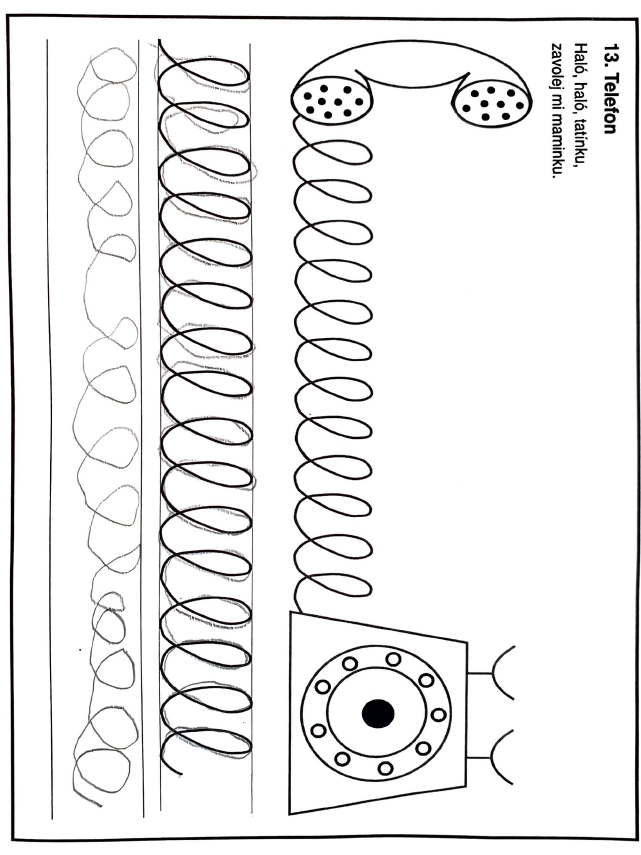 13. Telefon
Haló, haló, tatínku,
zavolej mi maminku.